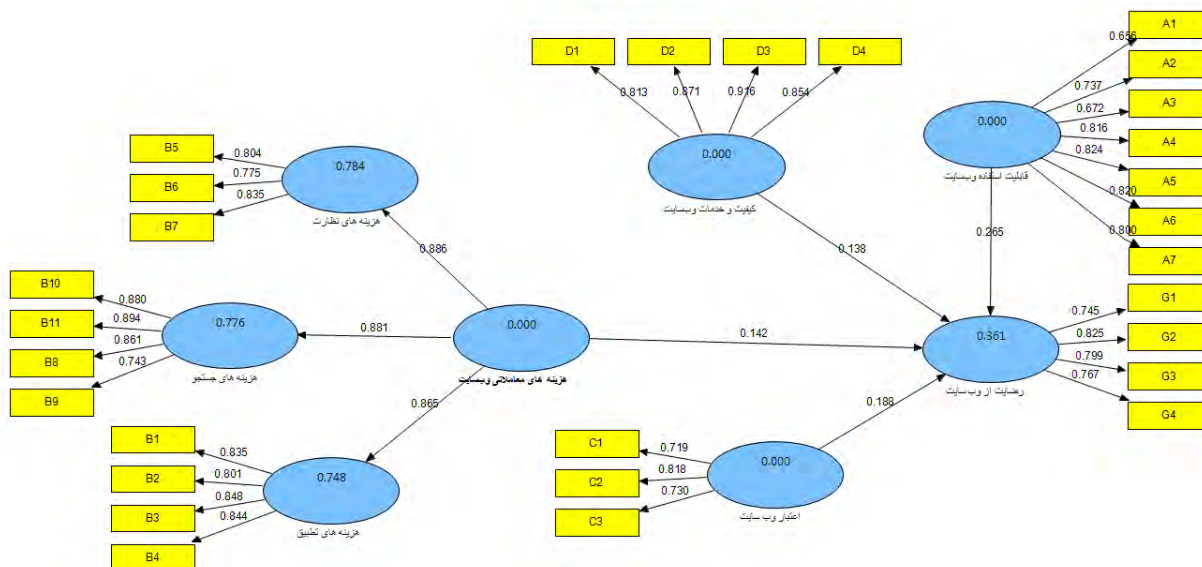 D1
D2
D3
D4
0.813
0.871
0.916
0.854
0.000
کیفیت و خدمات وب‌سایت
A1
A2
A3
A4
A5
A6
A7
0.656
0.737
0.672
0.816
0.824
0.820
0.800
0.000
قابلیت استفاده وب‌سایت
0.265
0.138
B5
B6
B7
0.804
0.775
0.835
0.784
هزینه های نظارت
0.886
B10
B11
B8
B9
0.880
0.894
0.861
0.743
0.776
هزینه های جستجو
0.881
0.000
هزینه های معاملاتی وب‌سایت
0.142
0.361
رضایت از وب سایت
G1
G2
G3
G4
0.745
0.825
0.799
0.767
0.865
B1
B2
B3
B4
0.835
0.801
0.848
0.844
0.748
هزینه های تطبیق
C1
C2
C3
0.719
0.818
0.730
0.000
اعتبار وب سایت
0.188